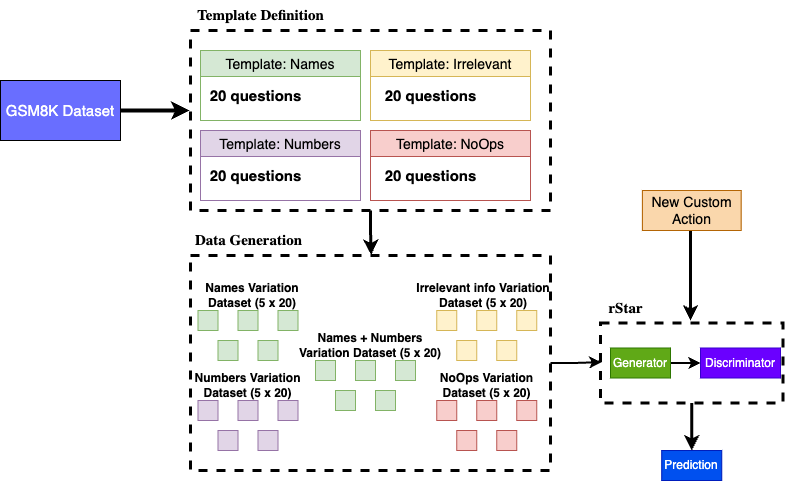 Template Definition
Template: Names
20 questions
Template: Irrelevant
20 questions
GSM8K Dataset
Template: Numbers
20 questions
Template: NoOps
20 questions
New Custom
Action
Data Generation
Names Variation
Dataset (5 x 20)
Irrelevant info Variation
Dataset (5 x 20)
Names + Numbers
Variation Dataset (5 x 20)
Numbers Variation
Dataset (5 x 20)
NoOps Variation
Dataset (5 x 20)
rStar
Generator
Discriminator
Prediction